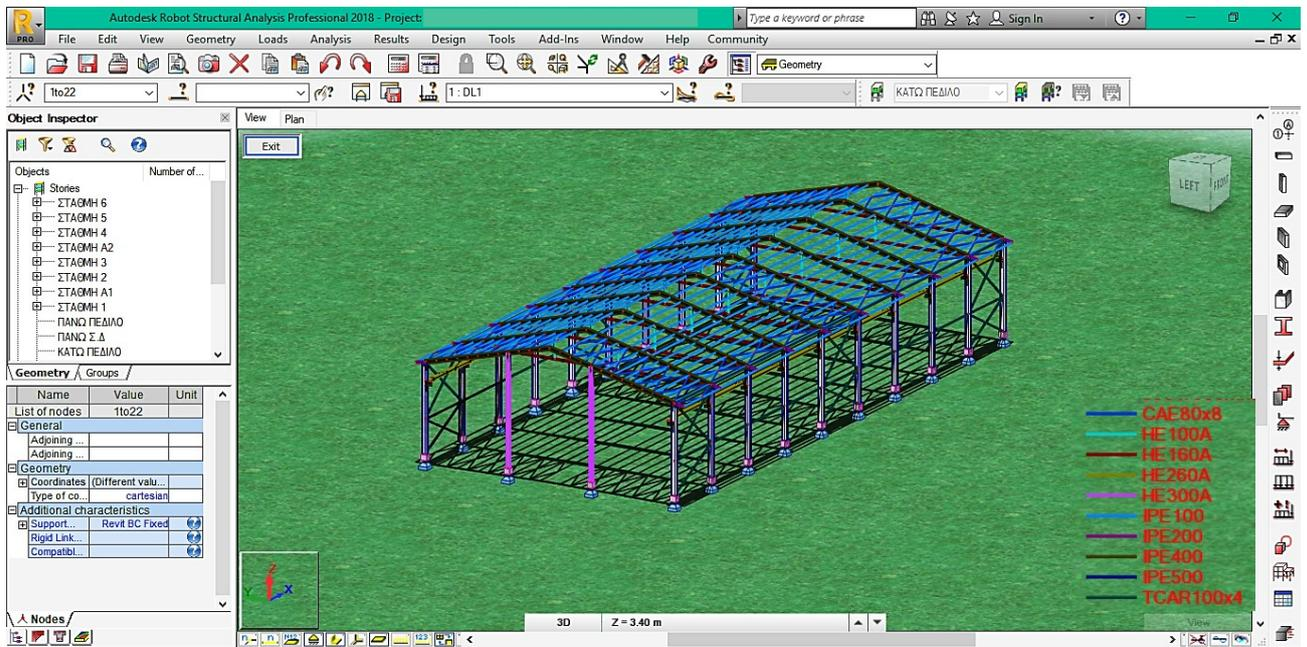 Autodesk Robot Structural Analysis Professional 2018 - Project:
Type a keyword or phrase
Sign In
PRO
File Edit View Geometry Loads Analysis Results Design Tools Add-Ins Window Help Community
Geometry
1to22
1 : DL1
ΚΑΤΩ ΠΕΔΙΛΟ
Object Inspector
View Plan
Exit
Objects Number of...
Stories
ΣΤΑΘΜΗ 6
ΣΤΑΘΜΗ 5
ΣΤΑΘΜΗ 4
ΣΤΑΘΜΗ Α2
ΣΤΑΘΜΗ 3
ΣΤΑΘΜΗ 2
ΣΤΑΘΜΗ Α1
ΣΤΑΘΜΗ 1
ΠΑΝΩ ΠΕΔΙΛΟ
ΠΑΝΩ Σ.Δ
ΚΑΤΩ ΠΕΔΙΛΟ
Geometry Groups
Name Value Unit
List of nodes 1to22
General
Adjoining ...
Adjoining ...
Geometry
Coordinates (Different valu...
Type of co... cartesian
Additional characteristics
Support... Revit BC Fixed
Rigid Link...
Compatibl...
Nodes
LEFT FRONT
CAE80x8
HE100A
HE160A
HE260A
HE300A
IPE100
IPE200
IPE400
IPE500
TCAR100x4
Z
Y X
3D Z = 3.40 m
View